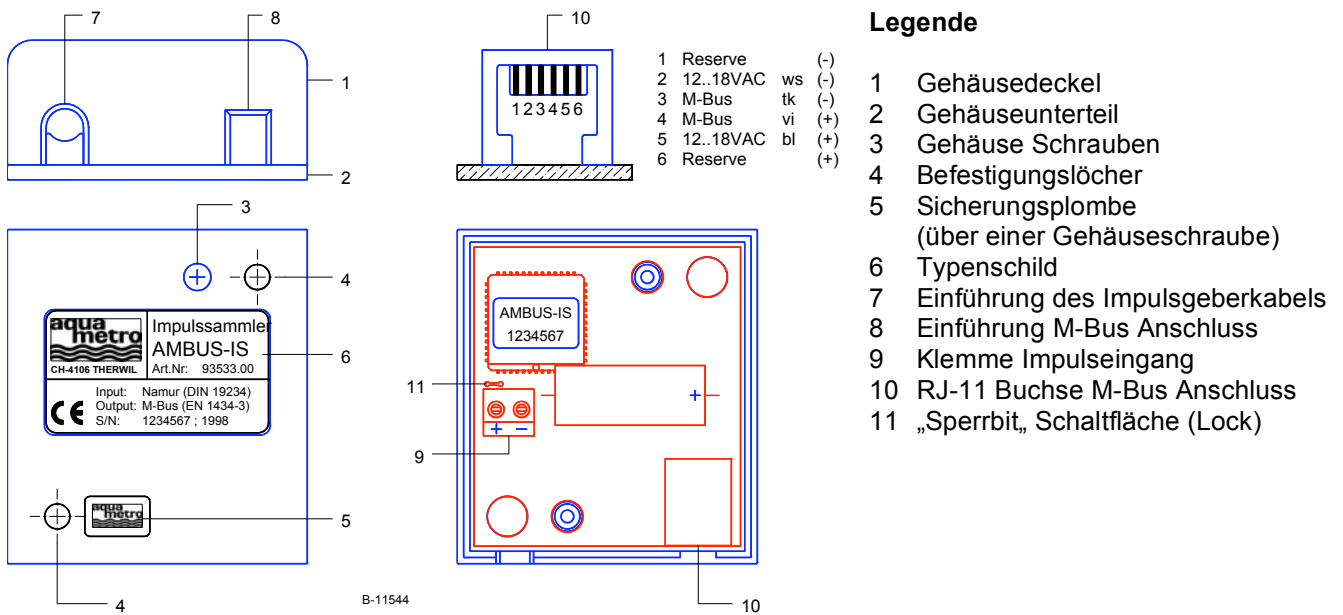 7
8
1
2
10
123456
1 Reserve (-)
2 12..18VAC ws (-)
3 M-Bus tk (-)
4 M-Bus vi (+)
5 12..18VAC bl (+)
6 Reserve (+)
3
4
aqua metro
CH-4106 THERWIL
Impulssammler
AMBUS-IS
Art.Nr: 93533.00
6
Input: Namur (DIN 19234)
Output: M-Bus (EN 1434-3)
S/N: 1234567 ; 1998
CE
aqua metro
5
4
B-11544
AMBUS-IS
1234567
11
+
+ −
9
10
Legende
1 Gehäusedeckel
2 Gehäuseunterteil
3 Gehäuse Schrauben
4 Befestigungslöcher
5 Sicherungsplombe
(über einer Gehäuseschraube)
6 Typenschild
7 Einführung des Impulsgeberkabels
8 Einführung M-Bus Anschluss
9 Klemme Impulseingang
10 RJ-11 Buchse M-Bus Anschluss
11 „Sperrbit„ Schaltfläche (Lock)